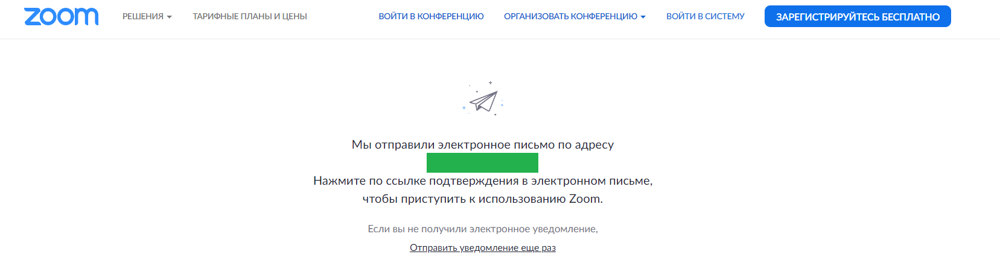 zoom
РЕШЕНИЯ
ТАРИФНЫЕ ПЛАНЫ И ЦЕНЫ
ВОЙТИ В КОНФЕРЕНЦИЮ
ОРГАНИЗОВАТЬ КОНФЕРЕНЦИЮ
ВОЙТИ В СИСТЕМУ
ЗАРЕГИСТРИРУЙТЕСЬ БЕСПЛАТНО
Мы отправили электронное письмо по адресу
Нажмите по ссылке подтверждения в электронном письме,
чтобы приступить к использованию Zoom.
Если вы не получили электронное уведомление,
Отправить уведомление еще раз